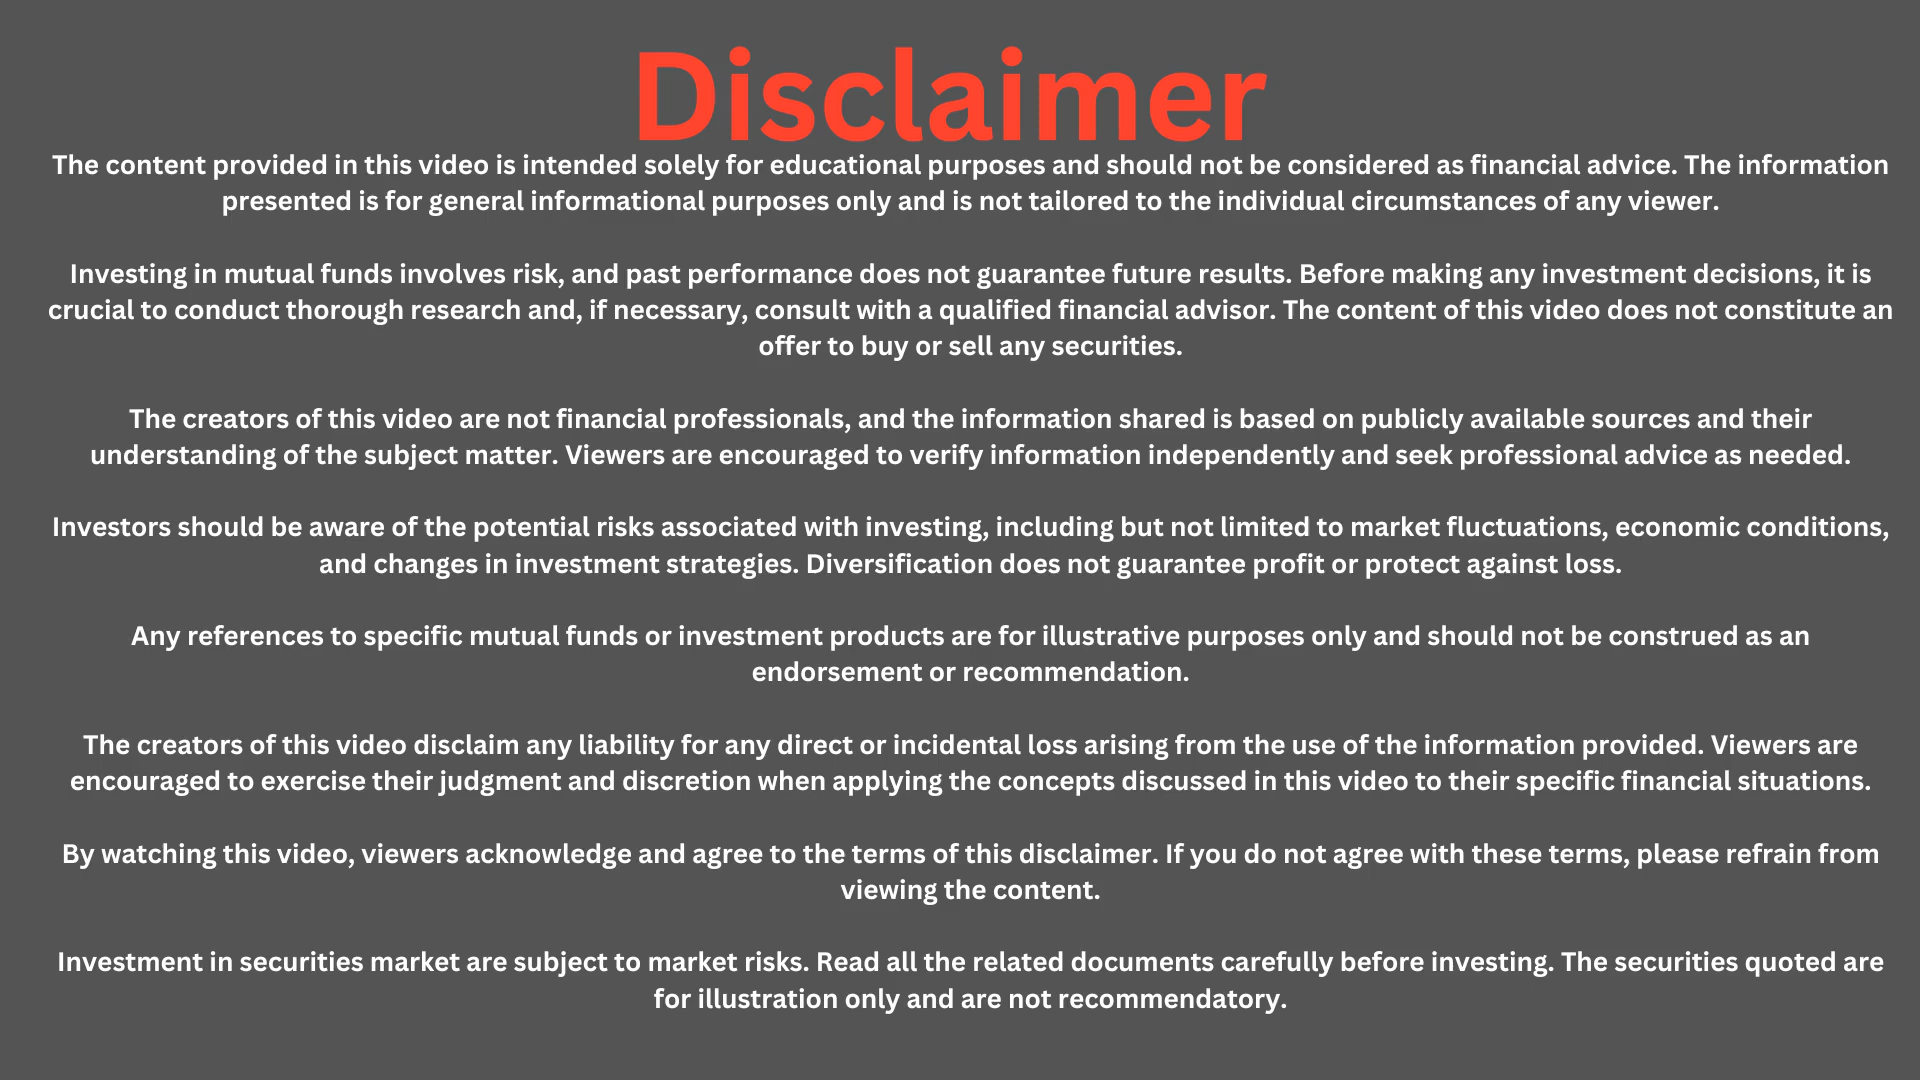 Disclaimer
The content provided in this video is intended solely for educational purposes and should not be considered as financial advice. The information
presented is for general informational purposes only and is not tailored to the individual circumstances of any viewer.
Investing in mutual funds involves risk, and past performance does not guarantee future results. Before making any investment decisions, it is
crucial to conduct thorough research and, if necessary, consult with a qualified financial advisor. The content of this video does not constitute an
offer to buy or sell any securities.
The creators of this video are not financial professionals, and the information shared is based on publicly available sources and their
understanding of the subject matter. Viewers are encouraged to verify information independently and seek professional advice as needed.
Investors should be aware of the potential risks associated with investing, including but not limited to market fluctuations, economic conditions,
and changes in investment strategies. Diversification does not guarantee profit or protect against loss.
Any references to specific mutual funds or investment products are for illustrative purposes only and should not be construed as an
endorsement or recommendation.
The creators of this video disclaim any liability for any direct or incidental loss arising from the use of the information provided. Viewers are
encouraged to exercise their judgment and discretion when applying the concepts discussed in this video to their specific financial situations.
By watching this video, viewers acknowledge and agree to the terms of this disclaimer. If you do not agree with these terms, please refrain from
viewing the content.
Investment in securities market are subject to market risks. Read all the related documents carefully before investing. The securities quoted are
for illustration only and are not recommendatory.